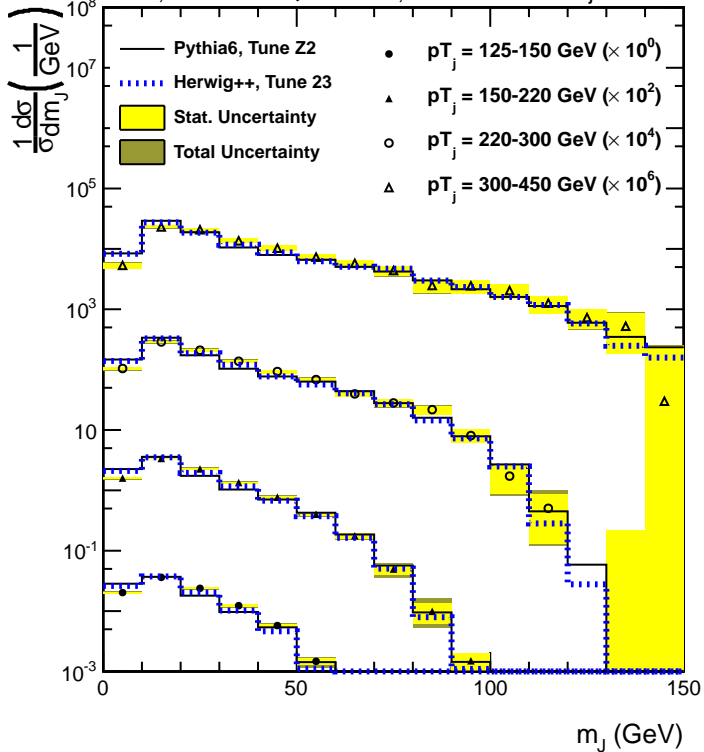 10^8
10^7
10^5
10^3
10
10^-1
10^-3
1/σ dσ/dm_J (1/GeV)
Pythia6, Tune Z2
Herwig++, Tune 23
Stat. Uncertainty
Total Uncertainty
pT_j = 125-150 GeV (× 10^0)
pT_j = 150-220 GeV (× 10^2)
pT_j = 220-300 GeV (× 10^4)
pT_j = 300-450 GeV (× 10^6)
0 50 100 150
m_J (GeV)